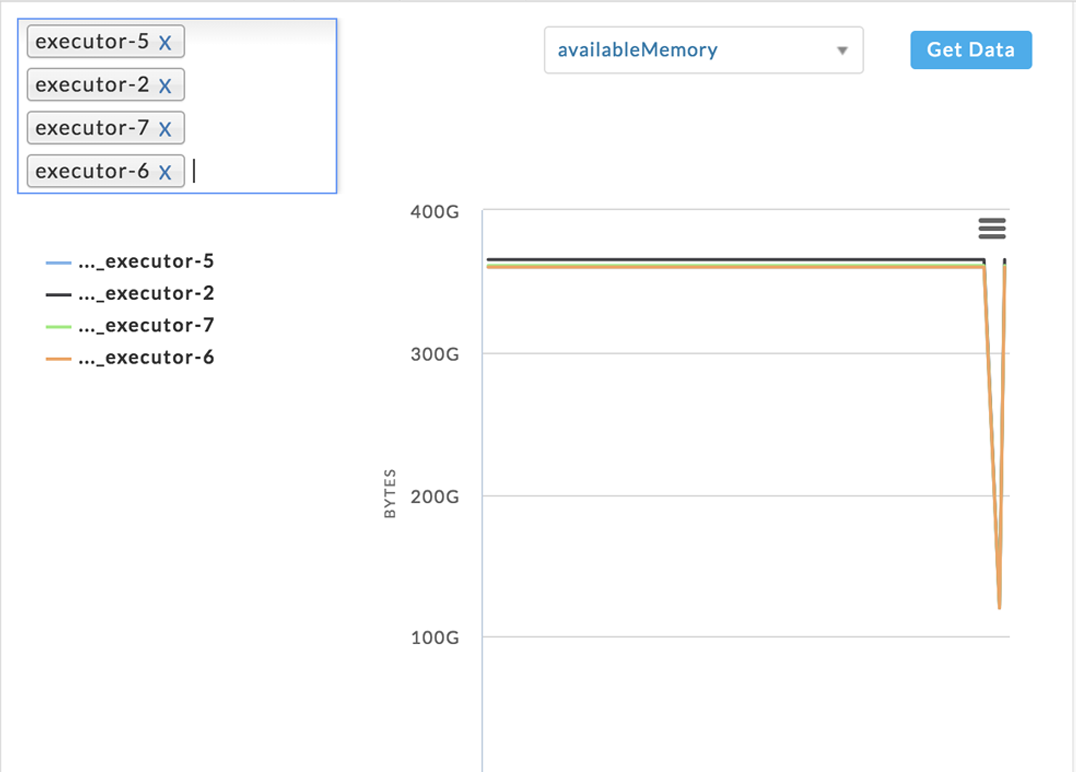 executor-5 X
executor-2 X
executor-7 X
executor-6 X
availableMemory
Get Data
..._executor-5
..._executor-2
..._executor-7
..._executor-6
400G
300G
200G
100G
BYTES